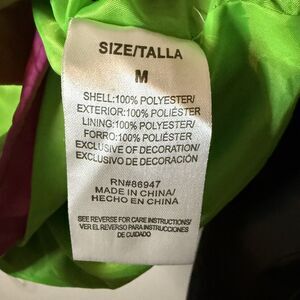 SIZE/TALLA
M
SHELL:100% POLYESTER/
EXTERIOR:100% POLIÉSTER
LINING:100% POLYESTER/
FORRO:100% POLIÉSTER
EXCLUSIVE OF DECORATION/
EXCLUSIVO DE DECORACIÓN
RN#86947
MADE IN CHINA/
HECHO EN CHINA
SEE REVERSE FOR CARE INSTRUCTIONS/
VER EL REVERSO PARA INSTRUCCIONES
DE CUIDADO